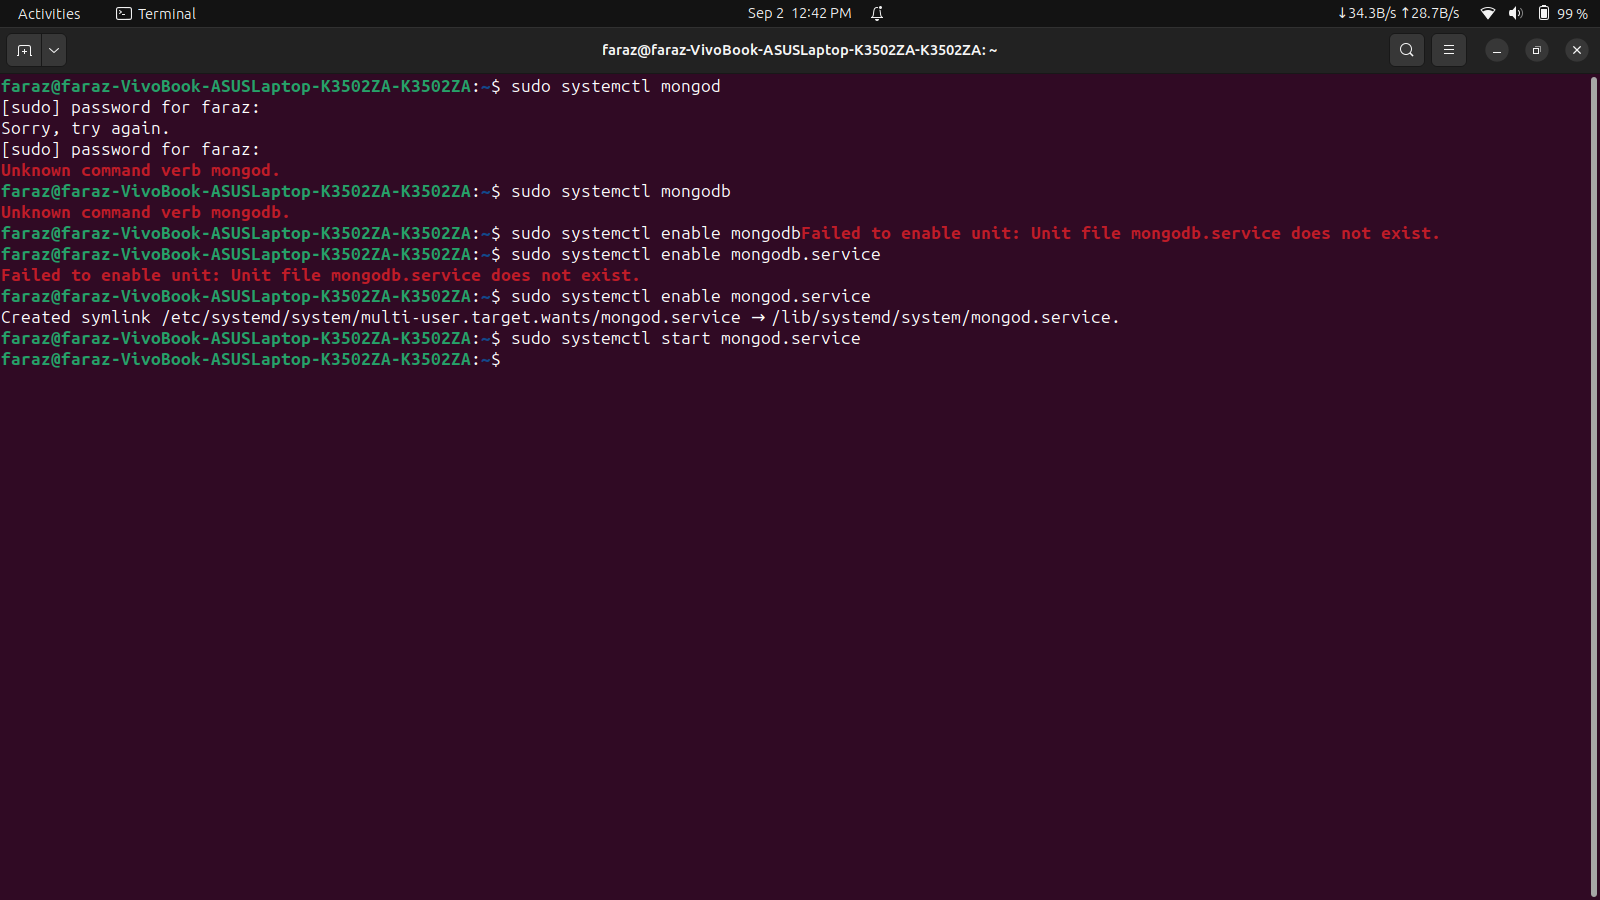 Activities Terminal Sep 2 12:42 PM ↓34.3B/s ↑28.7B/s 99 %
faraz@faraz-VivoBook-ASUSLaptop-K3502ZA-K3502ZA: ~
faraz@faraz-VivoBook-ASUSLaptop-K3502ZA-K3502ZA:~$ sudo systemctl mongod
[sudo] password for faraz:
Sorry, try again.
[sudo] password for faraz:
Unknown command verb mongod.
faraz@faraz-VivoBook-ASUSLaptop-K3502ZA-K3502ZA:~$ sudo systemctl mongodb
Unknown command verb mongodb.
faraz@faraz-VivoBook-ASUSLaptop-K3502ZA-K3502ZA:~$ sudo systemctl enable mongodbFailed to enable unit: Unit file mongodb.service does not exist.
faraz@faraz-VivoBook-ASUSLaptop-K3502ZA-K3502ZA:~$ sudo systemctl enable mongodb.service
Failed to enable unit: Unit file mongodb.service does not exist.
faraz@faraz-VivoBook-ASUSLaptop-K3502ZA-K3502ZA:~$ sudo systemctl enable mongod.service
Created symlink /etc/systemd/system/multi-user.target.wants/mongod.service → /lib/systemd/system/mongod.service.
faraz@faraz-VivoBook-ASUSLaptop-K3502ZA-K3502ZA:~$ sudo systemctl start mongod.service
faraz@faraz-VivoBook-ASUSLaptop-K3502ZA-K3502ZA:~$